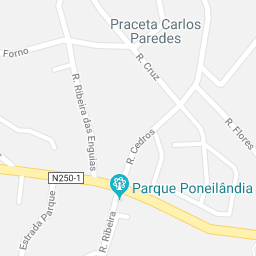 Praceta Carlos
Paredes
Forno
R. Cruz
R. Ribeira das Enguias
R. Flores
R. Cedros
N250-1
Parque Poneilândia
Estrada Parque
R. Ribeira